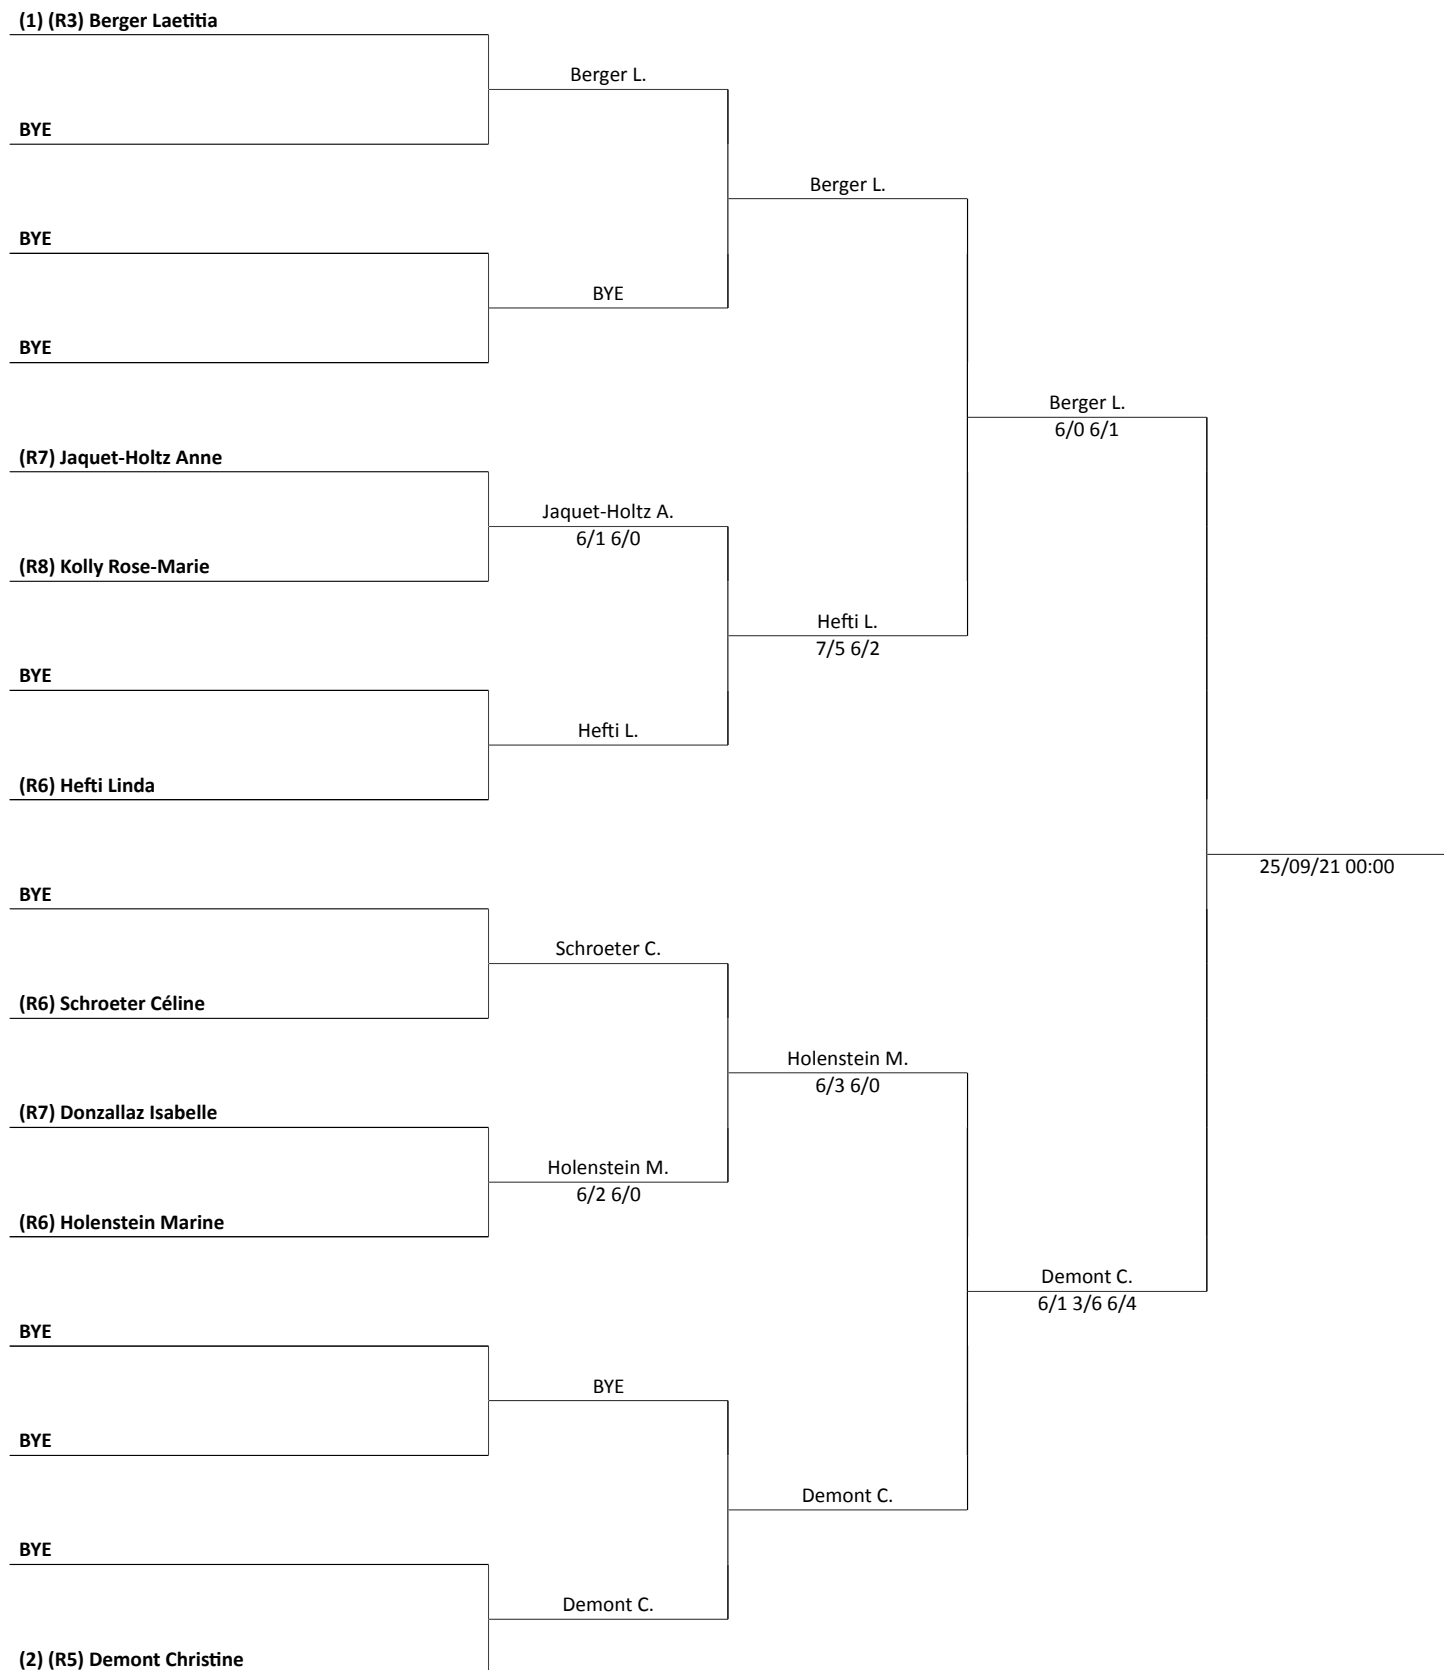 (1) (R3) Berger Laetitia
Berger L.
BYE
Berger L.
BYE
BYE
BYE
Berger L.
6/0 6/1
(R7) Jaquet-Holtz Anne
Jaquet-Holtz A.
6/1 6/0
(R8) Kolly Rose-Marie
Hefti L.
7/5 6/2
BYE
Hefti L.
(R6) Hefti Linda
25/09/21 00:00
BYE
Schroeter C.
(R6) Schroeter Céline
Holenstein M.
6/3 6/0
(R7) Donzallaz Isabelle
Holenstein M.
6/2 6/0
(R6) Holenstein Marine
Demont C.
6/1 3/6 6/4
BYE
BYE
BYE
Demont C.
BYE
Demont C.
(2) (R5) Demont Christine